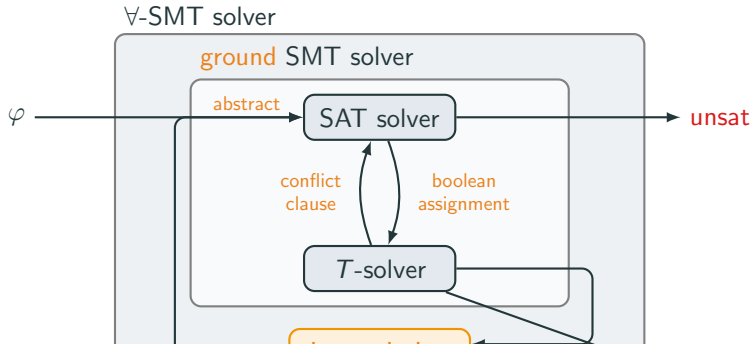 ∀-SMT solver
ground SMT solver
abstract
φ
SAT solver
unsat
conflict
clause
boolean
assignment
T-solver